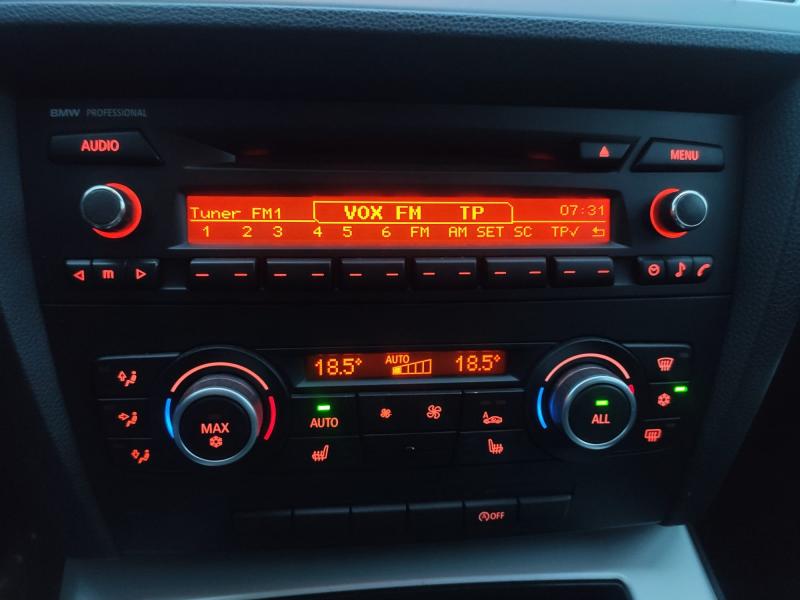 BMW PROFESSIONAL
AUDIO
MENU
Tuner FM1 VOX FM TP 07:31
1 2 3 4 5 6 FM AM SET SC TP✓
m
18.5° AUTO 18.5°
MAX
AUTO
ALL
OFF